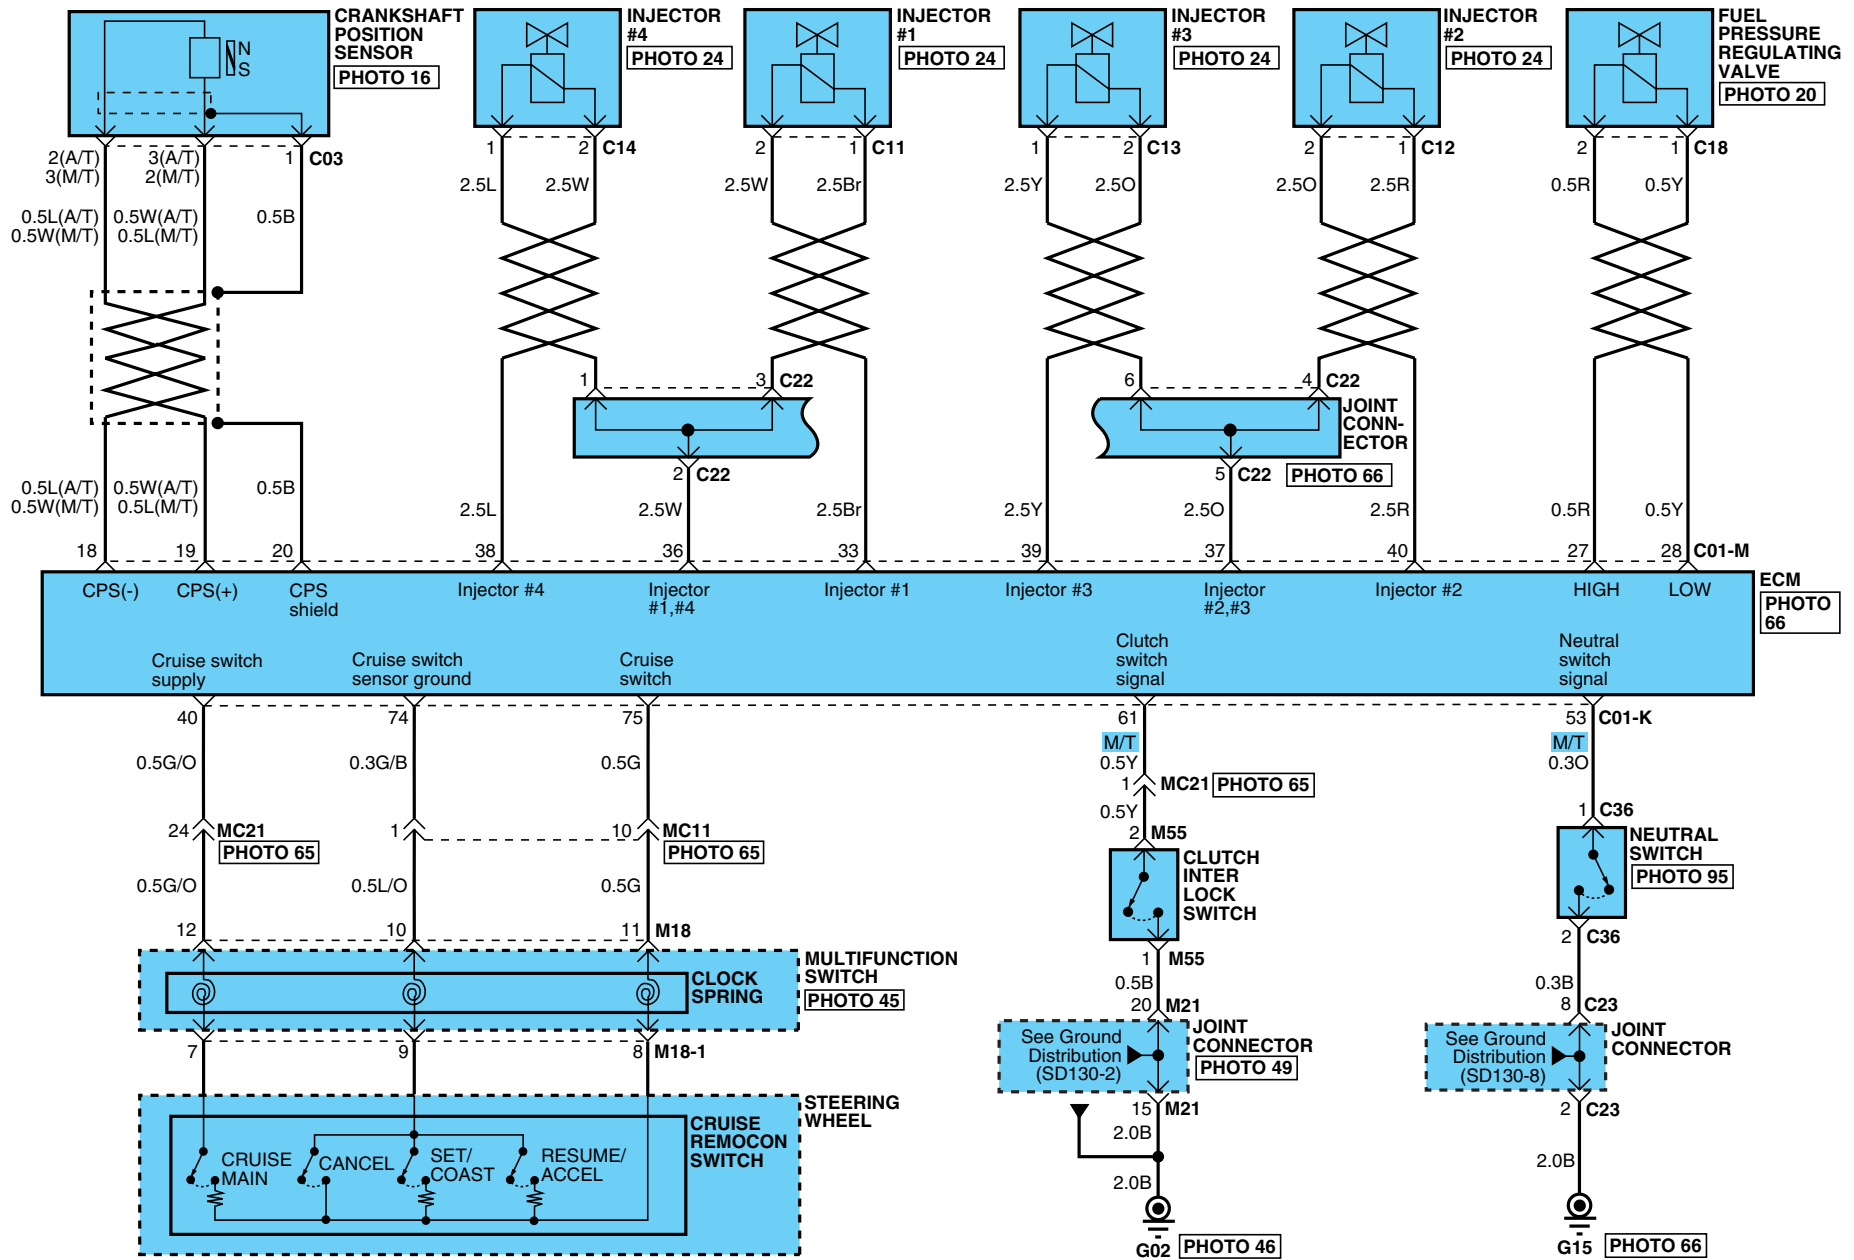 CRANKSHAFT
POSITION
SENSOR
PHOTO 16
N
S
INJECTOR
#4
PHOTO 24
INJECTOR
#1
PHOTO 24
INJECTOR
#3
PHOTO 24
INJECTOR
#2
PHOTO 24
FUEL
PRESSURE
REGULATING
VALVE
PHOTO 20
2(A/T)
3(M/T)
3(A/T)
2(M/T)
1 C03
1 2 C14
2 1 C11
1 2 C13
2 1 C12
2 1 C18
0.5L(A/T)
0.5W(M/T)
0.5W(A/T)
0.5L(M/T)
0.5B
2.5L 2.5W
2.5W 2.5Br
2.5Y 2.5O
2.5O 2.5R
0.5R 0.5Y
1 3 C22
6 4 C22
JOINT
CONN-
ECTOR
PHOTO 66
2 C22
5 C22
0.5L(A/T)
0.5W(M/T)
0.5W(A/T)
0.5L(M/T)
0.5B
2.5L 2.5W 2.5Br 2.5Y 2.5O 2.5R 0.5R 0.5Y
18 19 20 38 36 33 39 37 40 27 28 C01-M
CPS(-)
CPS(+)
CPS
shield
Injector #4
Injector
#1,#4
Injector #1
Injector #3
Injector
#2,#3
Injector #2
HIGH
LOW
ECM
PHOTO
66
Cruise switch
supply
Cruise switch
sensor ground
Cruise
switch
Clutch
switch
signal
Neutral
switch
signal
40 74 75 61 53 C01-K
M/T
M/T
0.5G/O 0.3G/B 0.5G 0.5Y 0.3O
24 MC21
PHOTO 65
1 10 MC11
PHOTO 65
1 MC21 PHOTO 65
0.5Y
2 M55
CLUTCH
INTER
LOCK
SWITCH
1 C36
NEUTRAL
SWITCH
PHOTO 95
0.5G/O 0.5L/O 0.5G
12 10 11 M18
MULTIFUNCTION
SWITCH
PHOTO 45
CLOCK
SPRING
1 M55
0.5B
20 M21
2 C36
0.3B
8 C23
See Ground
Distribution
(SD130-2)
JOINT
CONNECTOR
PHOTO 49
See Ground
Distribution
(SD130-8)
JOINT
CONNECTOR
7 9 8 M18-1
STEERING
WHEEL
CRUISE
REMOCON
SWITCH
CRUISE
MAIN
CANCEL
SET/
COAST
RESUME/
ACCEL
15 M21
2.0B
2.0B
G02 PHOTO 46
2 C23
2.0B
G15 PHOTO 66